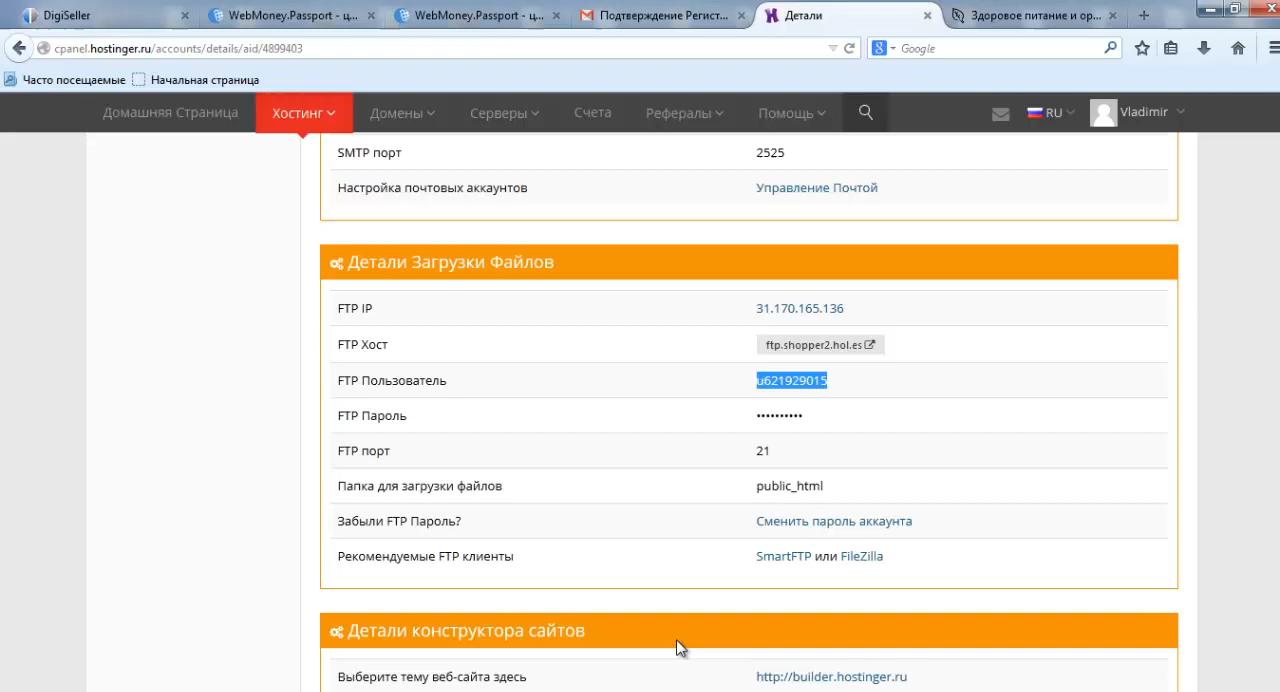 DigiSeller
WebMoney.Passport - ц...
WebMoney.Passport - ц...
Подтверждение Регист...
Детали
Здоровое питание и ор...
cpanel.hostinger.ru/accounts/details/aid/4899403
Google
Часто посещаемые
Начальная страница
Домашняя Страница
Хостинг
Домены
Серверы
Счета
Рефералы
Помощь
RU
Vladimir
SMTP порт 2525
Настройка почтовых аккаунтов Управление Почтой
Детали Загрузки Файлов
FTP IP 31.170.165.136
FTP Хост ftp.shopper2.hol.es
FTP Пользователь u621929015
FTP Пароль ••••••••••
FTP порт 21
Папка для загрузки файлов public_html
Забыли FTP Пароль? Сменить пароль аккаунта
Рекомендуемые FTP клиенты SmartFTP или FileZilla
Детали конструктора сайтов
Выберите тему веб-сайта здесь http://builder.hostinger.ru